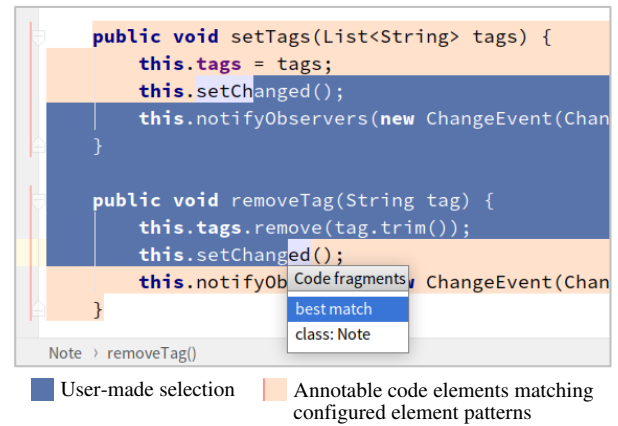 public void setTags(List<String> tags) {
this.tags = tags;
this.setChanged();
this.notifyObservers(new ChangeEvent(Chan
}
public void removeTag(String tag) {
this.tags.remove(tag.trim());
this.setChanged();
this.notifyOb w ChangeEvent(Chan
}
Code fragments
best match
class: Note
Note › removeTag()
User-made selection
Annotable code elements matching
configured element patterns